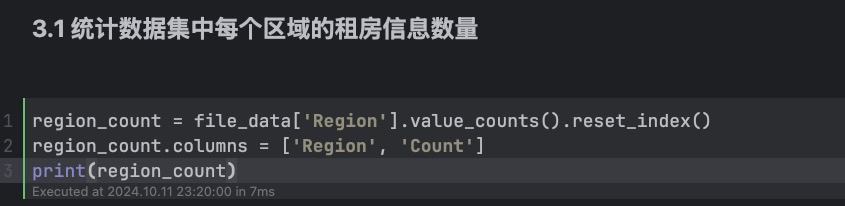 3.1 统计数据集中每个区域的租房信息数量
1 region_count = file_data['Region'].value_counts().reset_index()
2 region_count.columns = ['Region', 'Count']
3 print(region_count)
Executed at 2024.10.11 23:20:00 in 7ms